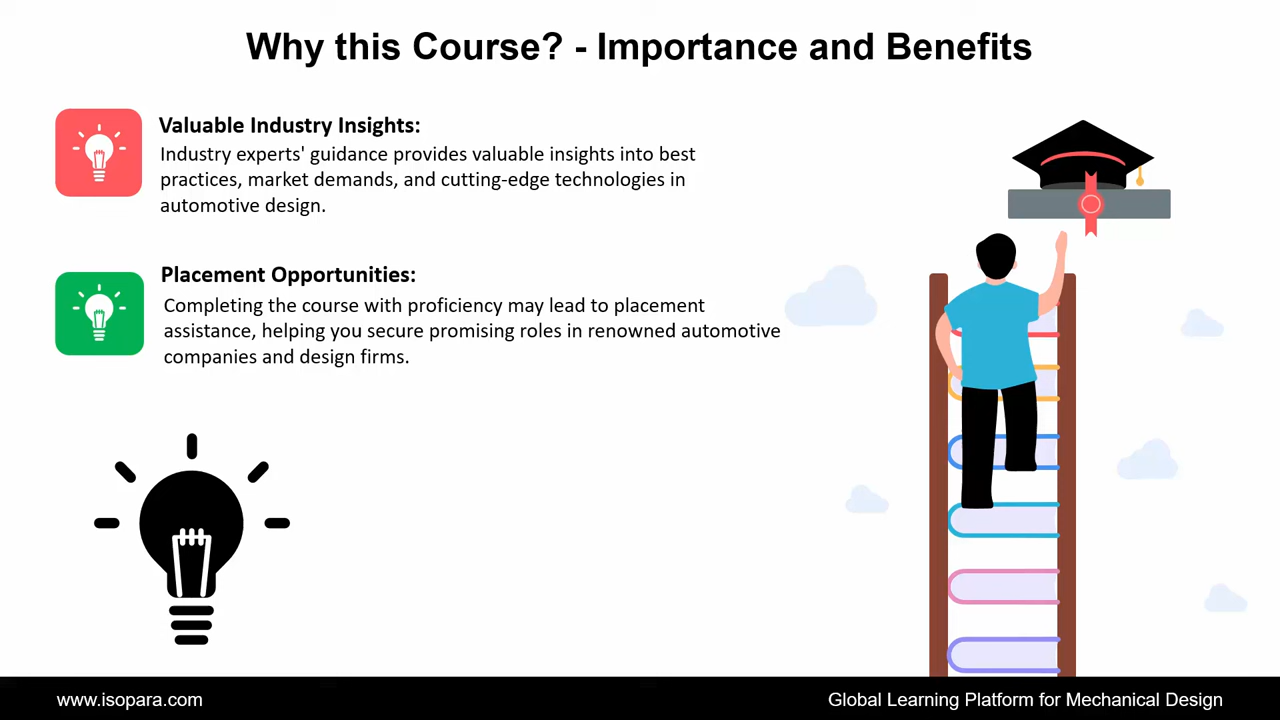 Why this Course? - Importance and Benefits
Valuable Industry Insights:
Industry experts' guidance provides valuable insights into best
practices, market demands, and cutting-edge technologies in
automotive design.
Placement Opportunities:
Completing the course with proficiency may lead to placement
assistance, helping you secure promising roles in renowned automotive
companies and design firms.
www.isopara.com
Global Learning Platform for Mechanical Design